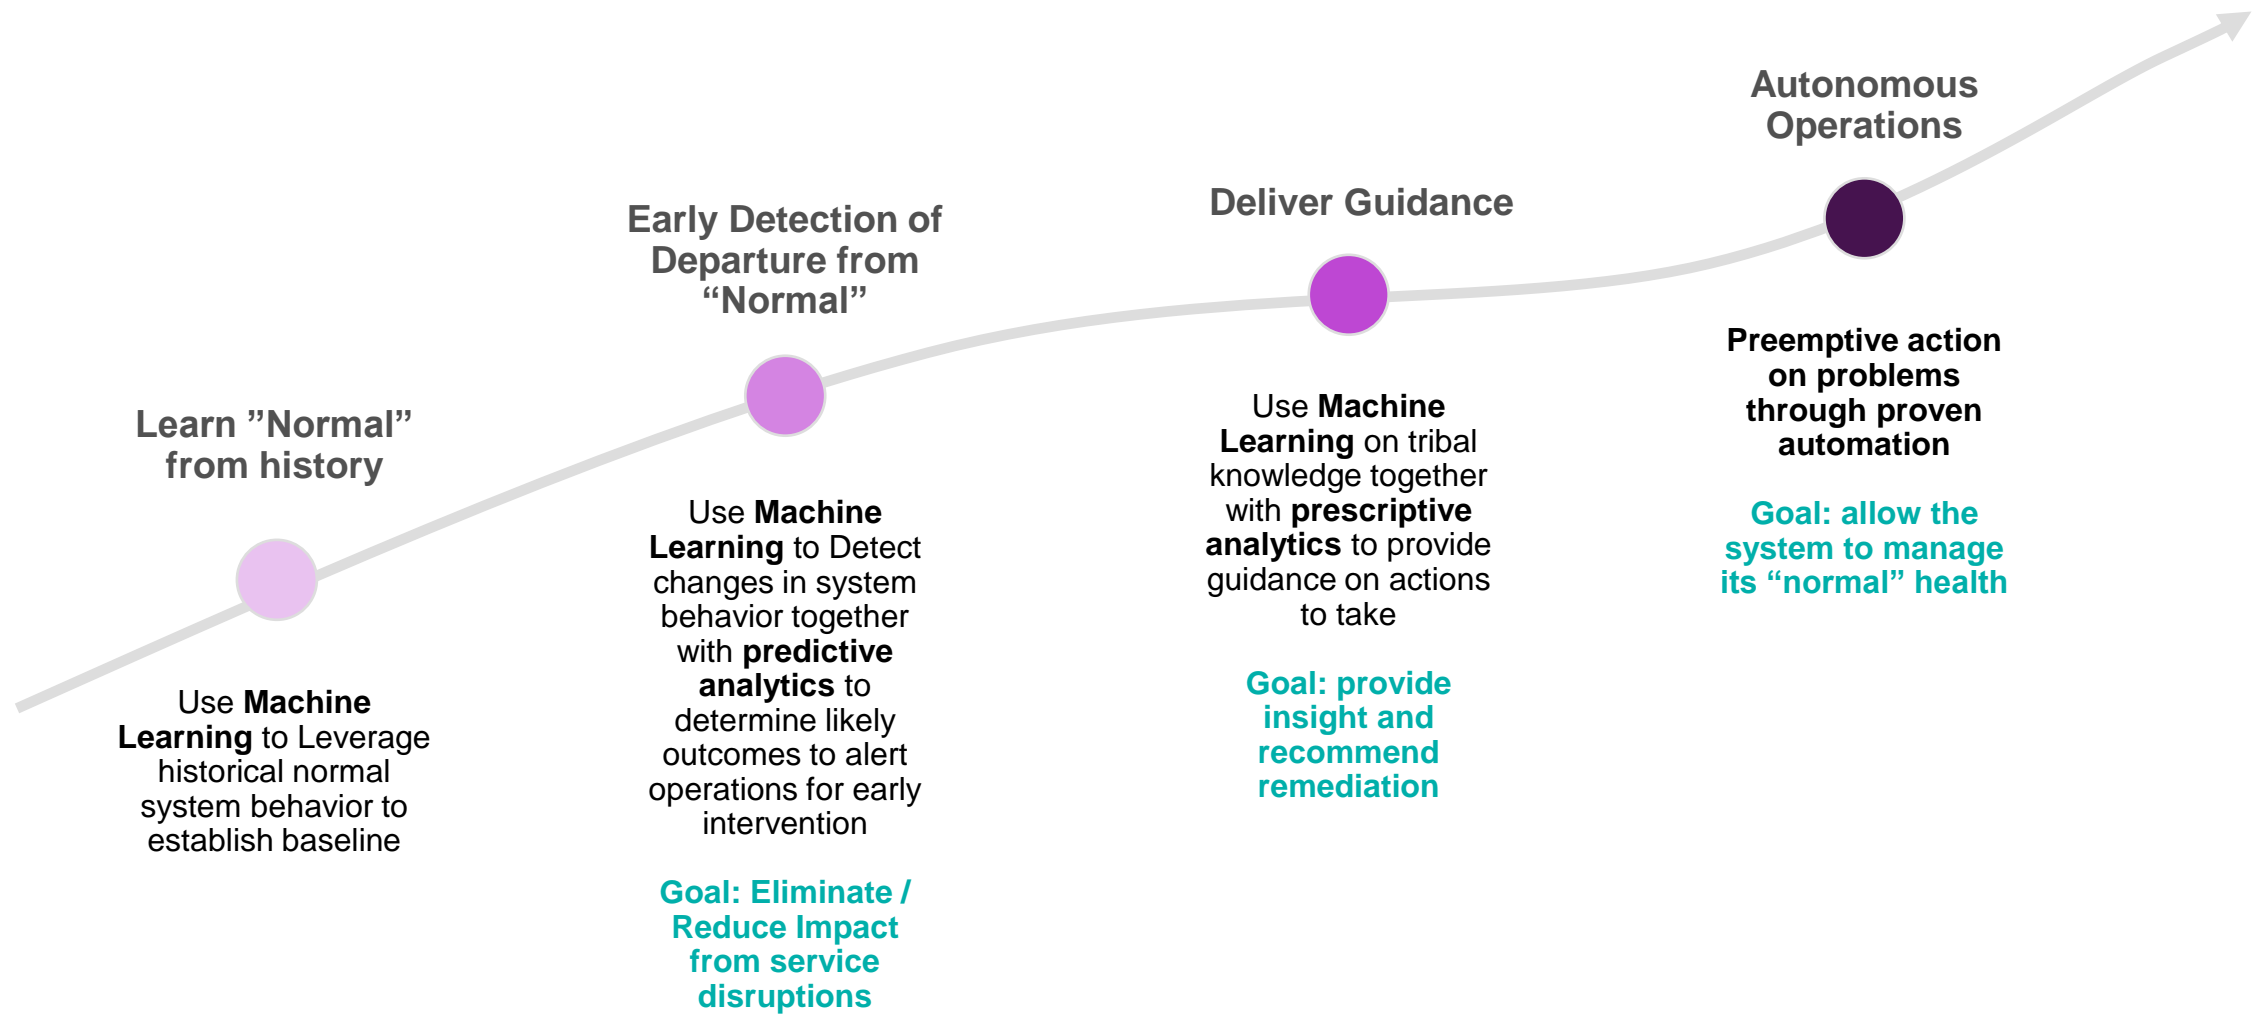 Learn ”Normal”
from history
Use Machine
Learning to Leverage
historical normal
system behavior to
establish baseline
Early Detection of
Departure from
“Normal”
Use Machine
Learning to Detect
changes in system
behavior together
with predictive
analytics to
determine likely
outcomes to alert
operations for early
intervention
Goal: Eliminate /
Reduce Impact
from service
disruptions
Deliver Guidance
Use Machine
Learning on tribal
knowledge together
with prescriptive
analytics to provide
guidance on actions
to take
Goal: provide
insight and
recommend
remediation
Autonomous
Operations
Preemptive action
on problems
through proven
automation
Goal: allow the
system to manage
its “normal” health